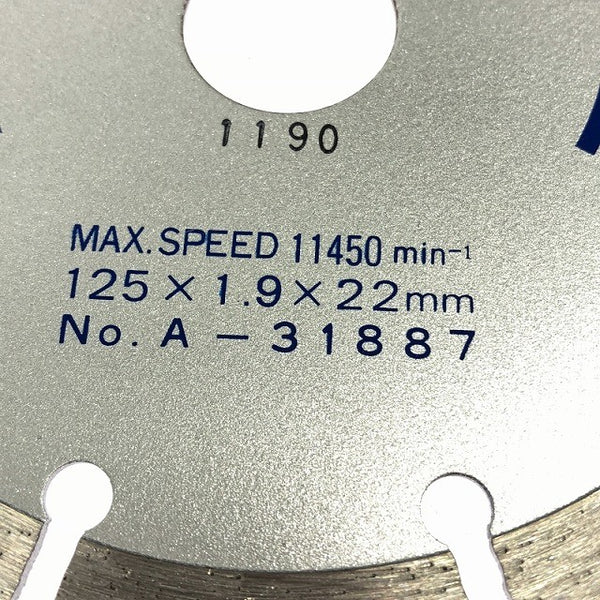 1190
MAX. SPEED 11450 min⁻¹
125 × 1.9 × 22mm
No. A - 31887